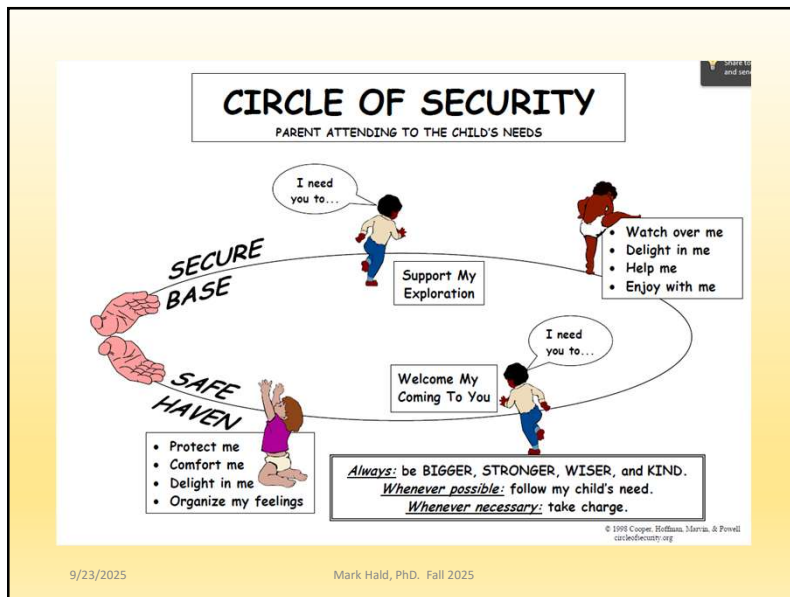 Share to
and sen
CIRCLE OF SECURITY
PARENT ATTENDING TO THE CHILD'S NEEDS
I need
you to...
SECURE
BASE
• Watch over me
• Delight in me
• Help me
• Enjoy with me
Support My
Exploration
I need
you to...
Welcome My
Coming To You
SAFE
HAVEN
• Protect me
• Comfort me
• Delight in me
• Organize my feelings
Always: be BIGGER, STRONGER, WISER, and KIND.
Whenever possible: follow my child's need.
Whenever necessary: take charge.
© 1998 Cooper, Hoffman, Marvin, & Powell
circleofsecurity.org
9/23/2025
Mark Hald, PhD. Fall 2025